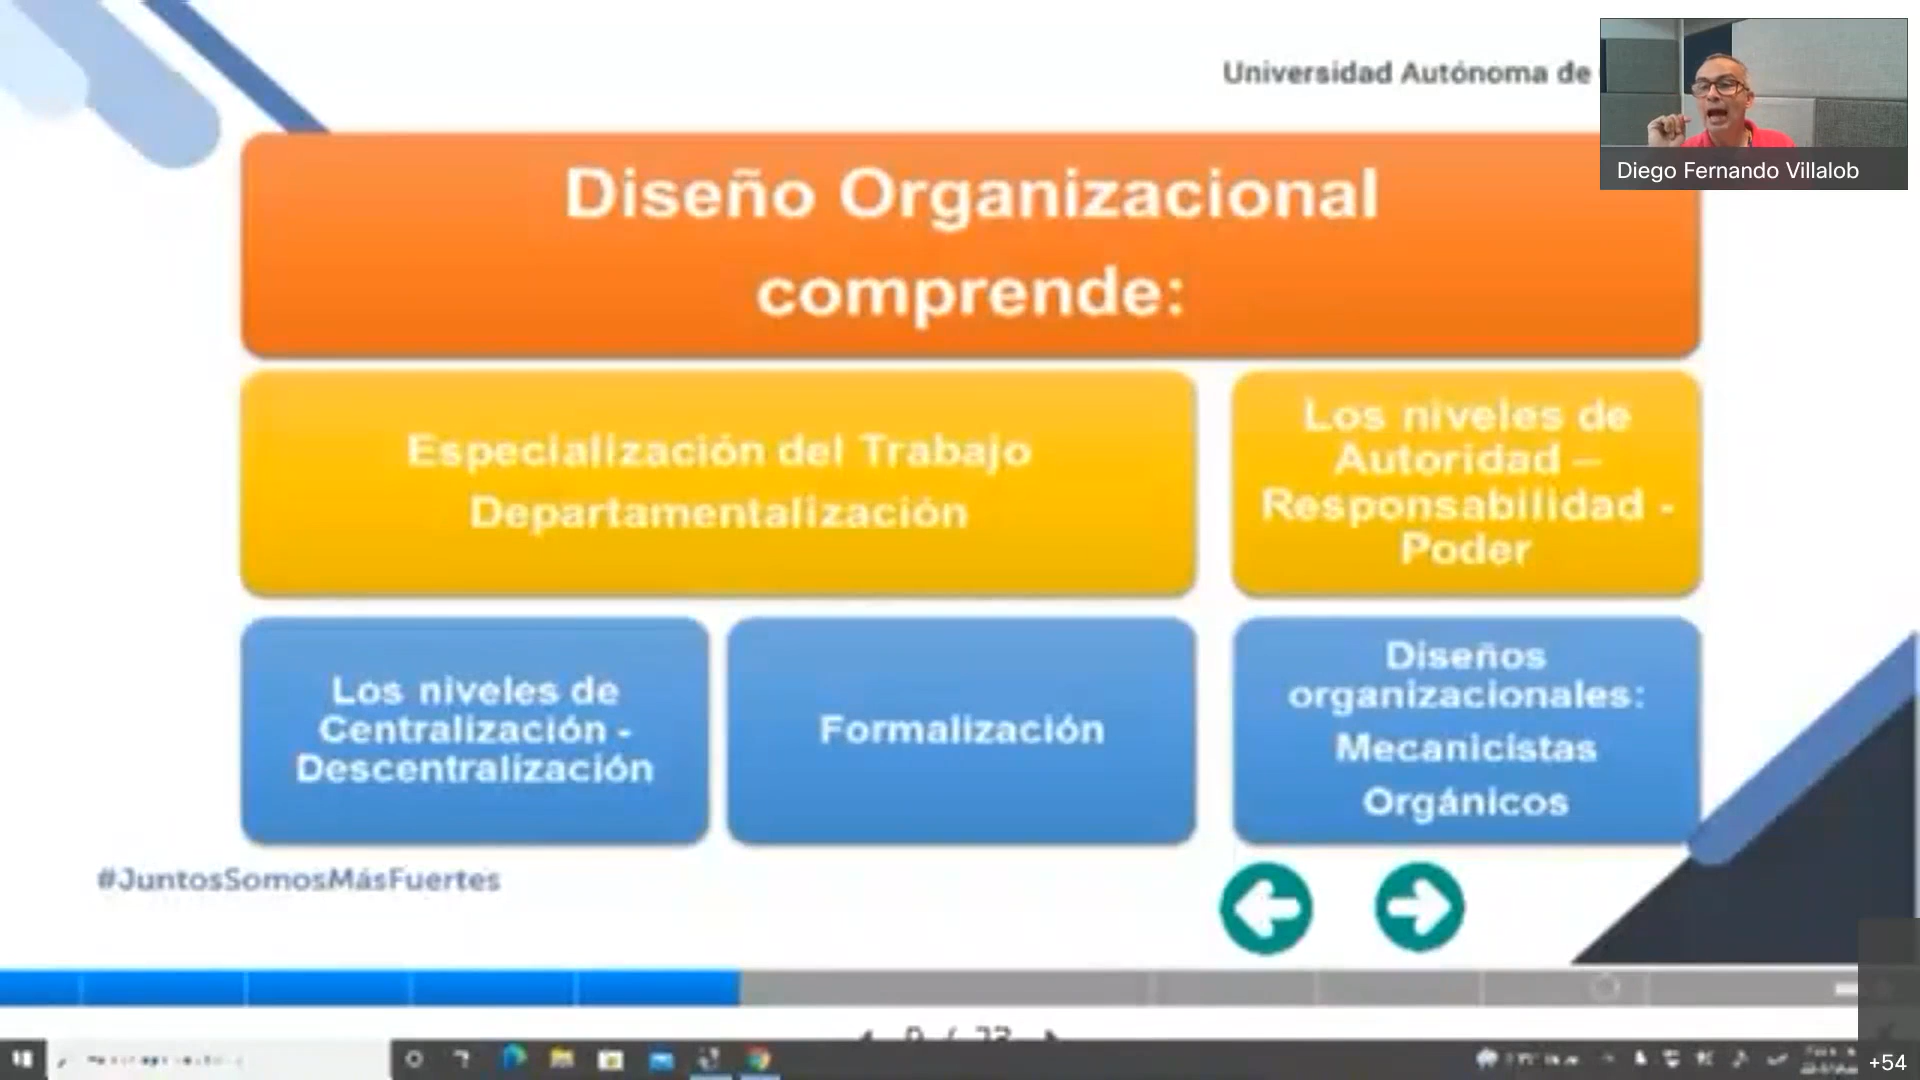 Universidad Autónoma de
Diego Fernando Villalob
Diseño Organizacional
comprende:
Especialización del Trabajo
Departamentalización
Los niveles de
Autoridad –
Responsabilidad -
Poder
Los niveles de
Centralización -
Descentralización
Formalización
Diseños
organizacionales:
Mecanicistas
Orgánicos
#JuntosSomosMásFuertes
+54